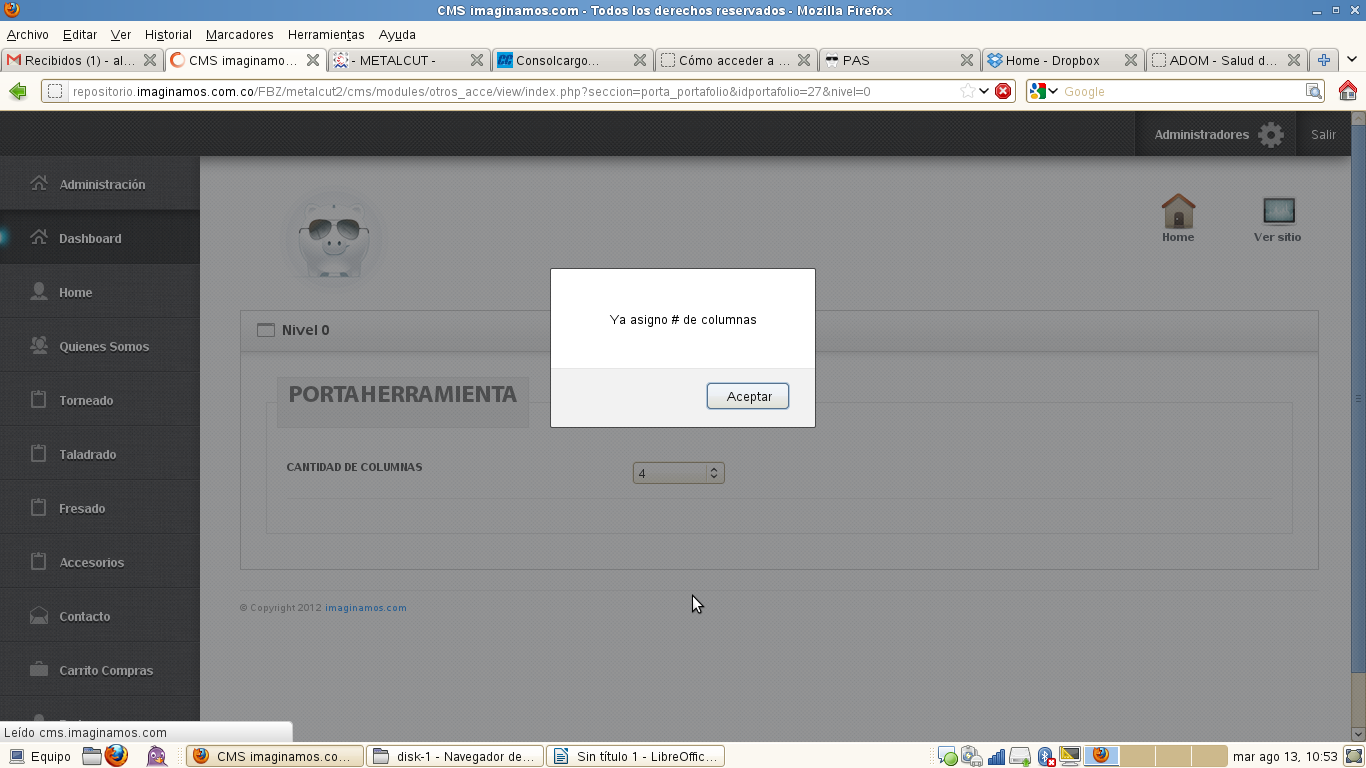 CMS imaginamos.com - Todos los derechos reservados - Mozilla Firefox
Archivo Editar Ver Historial Marcadores Herramientas Ayuda
Recibidos (1) - al... CMS imaginamo... - METALCUT - Consolcargo... Cómo acceder a ... PAS Home - Dropbox ADOM - Salud d...
repositorio.imaginamos.com.co/FBZ/metalcut2/cms/modules/otros_acce/view/index.php?seccion=porta_portafolio&idportafolio=27&nivel=0 Google
Administradores Salir
Administración
Dashboard
Home
Quienes Somos
Torneado
Taladrado
Fresado
Accesorios
Contacto
Carrito Compras
Home Ver sitio
Nivel 0
PORTAHERRAMIENTA
CANTIDAD DE COLUMNAS 4
Ya asigno # de columnas
Aceptar
© Copyright 2012 imaginamos.com
Leído cms.imaginamos.com
Equipo CMS imaginamos.co... disk-1 - Navegador de... Sin título 1 - LibreOffic... mar ago 13, 10:53